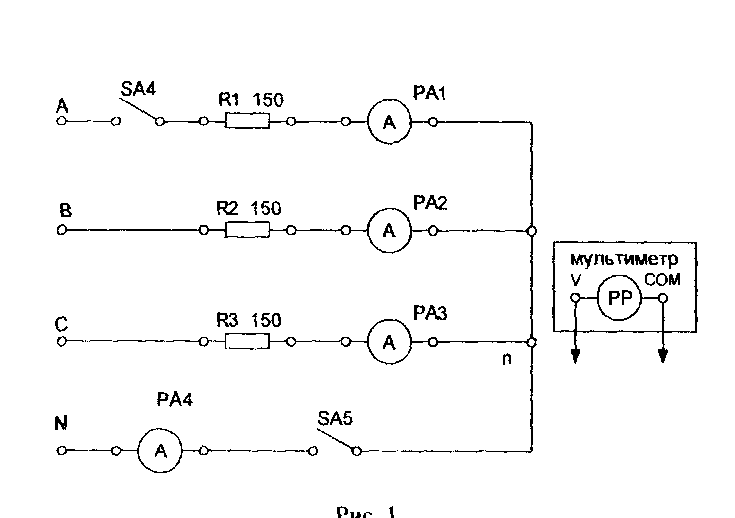 SA4
A
R1 150
PA1
A
B
R2 150
PA2
A
мультиметр
V
COM
PP
C
R3 150
PA3
A
n
PA4
N
A
SA5
Рис. 1